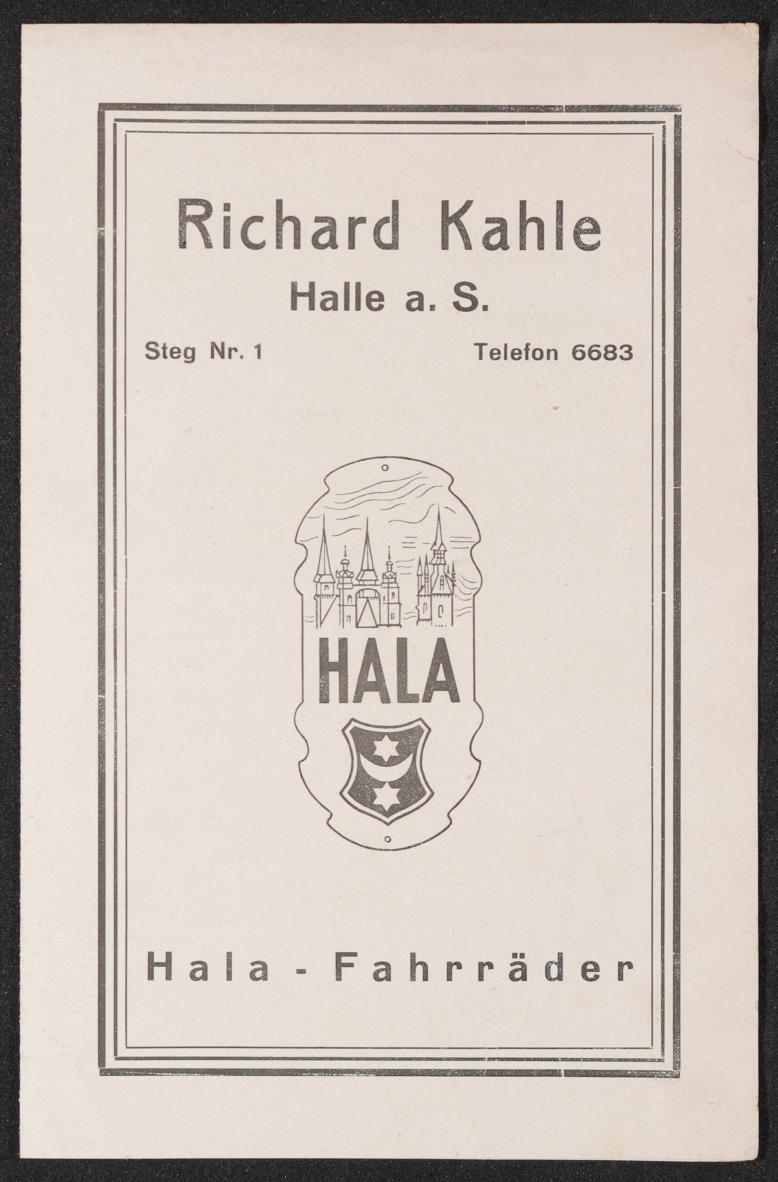 Richard Kahle
Halle a. S.
Steg Nr. 1 Telefon 6683
HALA
Hala - Fahrräder